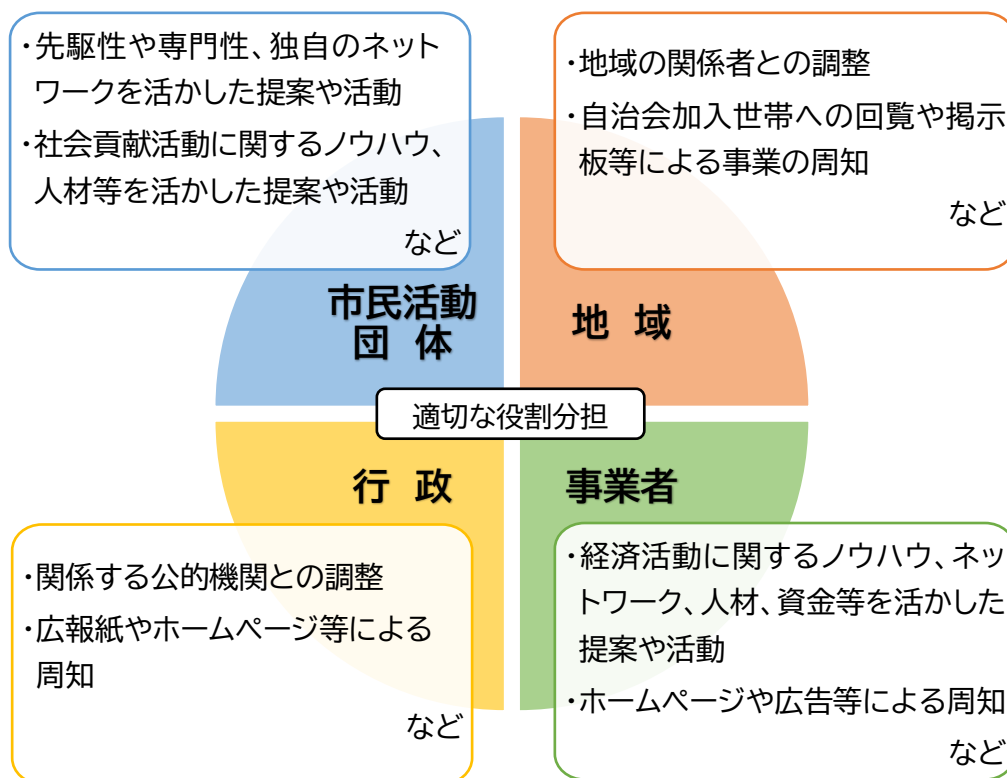 ・先駆性や専門性、独自のネット
ワークを活かした提案や活動
・社会貢献活動に関するノウハウ、
人材等を活かした提案や活動
など
・地域の関係者との調整
・自治会加入世帯への回覧や掲示
板等による事業の周知
など
市民活動
団 体
地 域
適切な役割分担
行 政
事業者
・関係する公的機関との調整
・広報紙やホームページ等による
周知
など
・経済活動に関するノウハウ、ネッ
トワーク、人材、資金等を活かした
提案や活動
・ホームページや広告等による周知
など